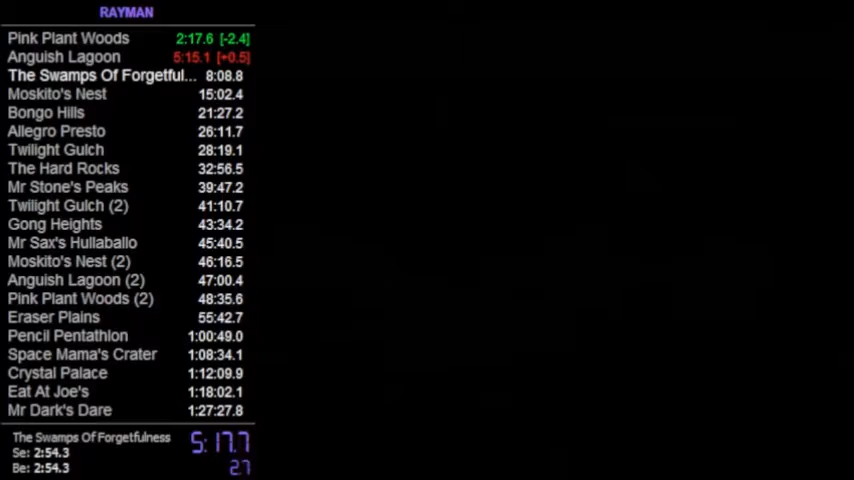 RAYMAN
Pink Plant Woods 2:17.6 [-2.4]
Anguish Lagoon 5:15.1 [+0.5]
The Swamps Of Forgetful... 8:08.8
Moskito's Nest 15:02.4
Bongo Hills 21:27.2
Allegro Presto 26:11.7
Twilight Gulch 28:19.1
The Hard Rocks 32:56.5
Mr Stone's Peaks 39:47.2
Twilight Gulch (2) 41:10.7
Gong Heights 43:34.2
Mr Sax's Hullaballo 45:40.5
Moskito's Nest (2) 46:16.5
Anguish Lagoon (2) 47:00.4
Pink Plant Woods (2) 48:35.6
Eraser Plains 55:42.7
Pencil Pentathlon 1:00:49.0
Space Mama's Crater 1:08:34.1
Crystal Palace 1:12:09.9
Eat At Joe's 1:18:02.1
Mr Dark's Dare 1:27:27.8
The Swamps Of Forgetfulness 5:17.7
Se: 2:54.3
Be: 2:54.3 2.7